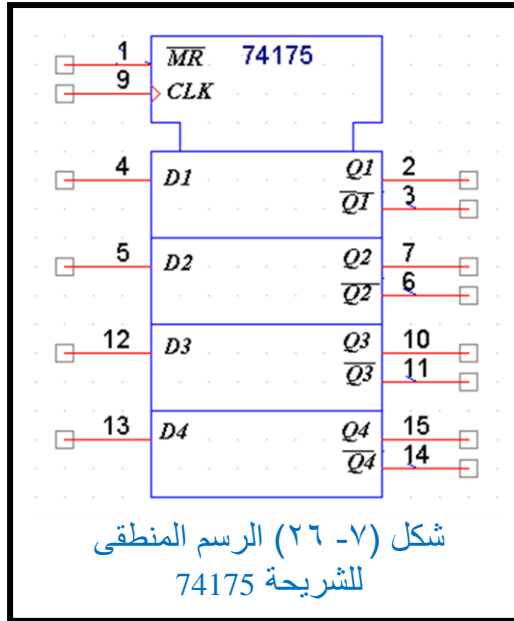 1 MR 74175
9 CLK
4 D1 Q1 2
Q1 3
5 D2 Q2 7
Q2 6
12 D3 Q3 10
Q3 11
13 D4 Q4 15
Q4 14
شكل (٧- ٢٦) الرسم المنطقى
للشريحة 74175